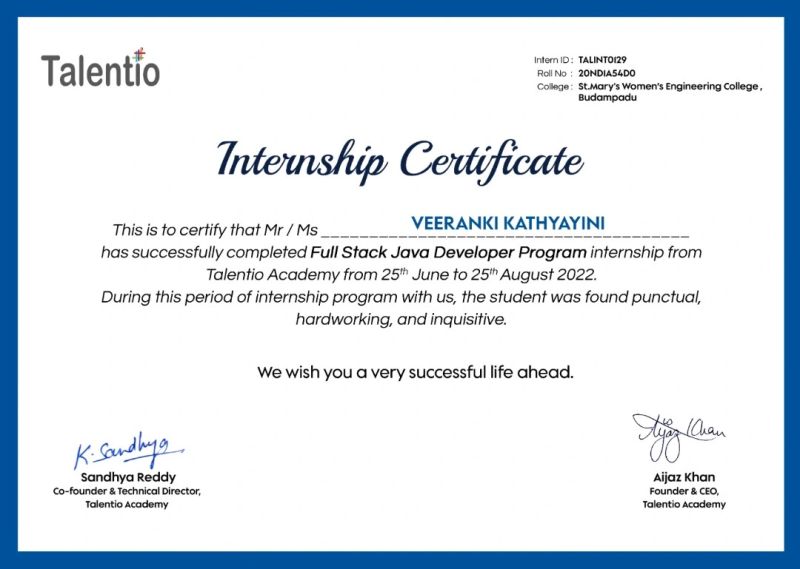 Talentio
Intern ID : TALINT0129
Roll No : 20NDIA54D0
College : St.Mary's Women's Engineering College ,
Budampadu
Internship Certificate
This is to certify that Mr / Ms VEERANKI KATHYAYINI
has successfully completed Full Stack Java Developer Program internship from
Talentio Academy from 25th June to 25th August 2022.
During this period of internship program with us, the student was found punctual,
hardworking, and inquisitive.
We wish you a very successful life ahead.
K. Sandhya
Aijaz Khan
Sandhya Reddy
Co-founder & Technical Director,
Talentio Academy
Aijaz Khan
Founder & CEO,
Talentio Academy